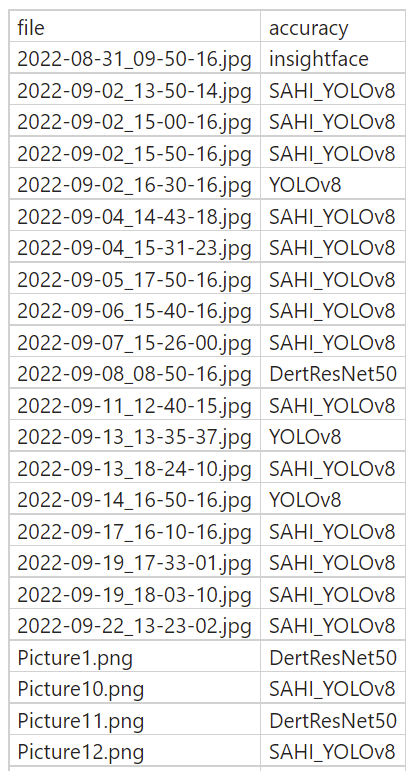 file accuracy
2022-08-31_09-50-16.jpg insightface
2022-09-02_13-50-14.jpg SAHI_YOLOv8
2022-09-02_15-00-16.jpg SAHI_YOLOv8
2022-09-02_15-50-16.jpg SAHI_YOLOv8
2022-09-02_16-30-16.jpg YOLOv8
2022-09-04_14-43-18.jpg SAHI_YOLOv8
2022-09-04_15-31-23.jpg SAHI_YOLOv8
2022-09-05_17-50-16.jpg SAHI_YOLOv8
2022-09-06_15-40-16.jpg SAHI_YOLOv8
2022-09-07_15-26-00.jpg SAHI_YOLOv8
2022-09-08_08-50-16.jpg DertResNet50
2022-09-11_12-40-15.jpg SAHI_YOLOv8
2022-09-13_13-35-37.jpg YOLOv8
2022-09-13_18-24-10.jpg SAHI_YOLOv8
2022-09-14_16-50-16.jpg YOLOv8
2022-09-17_16-10-16.jpg SAHI_YOLOv8
2022-09-19_17-33-01.jpg SAHI_YOLOv8
2022-09-19_18-03-10.jpg SAHI_YOLOv8
2022-09-22_13-23-02.jpg SAHI_YOLOv8
Picture1.png DertResNet50
Picture10.png SAHI_YOLOv8
Picture11.png DertResNet50
Picture12.png SAHI_YOLOv8